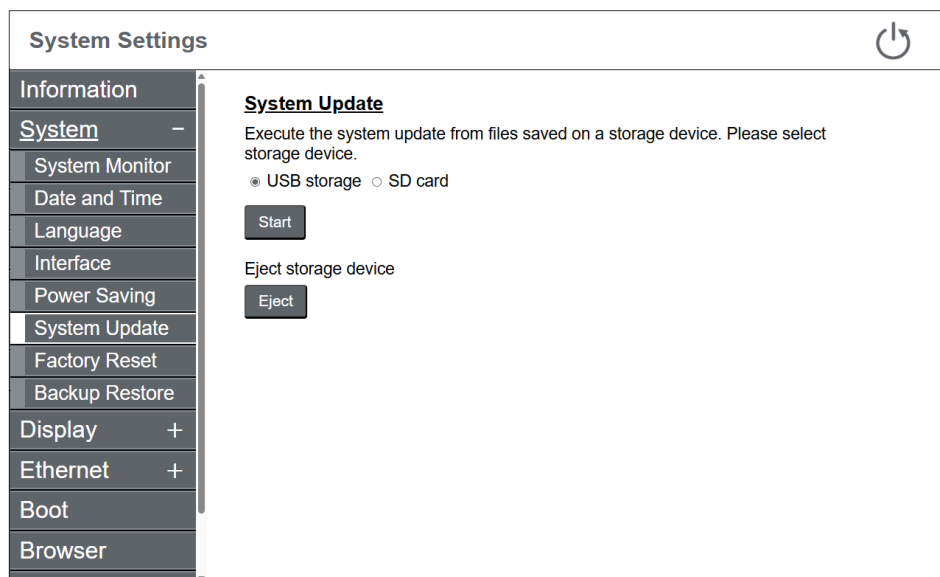 System Settings
Information
System −
System Monitor
Date and Time
Language
Interface
Power Saving
System Update
Factory Reset
Backup Restore
Display +
Ethernet +
Boot
Browser
System Update
Execute the system update from files saved on a storage device. Please select
storage device.
USB storage SD card
Start
Eject storage device
Eject